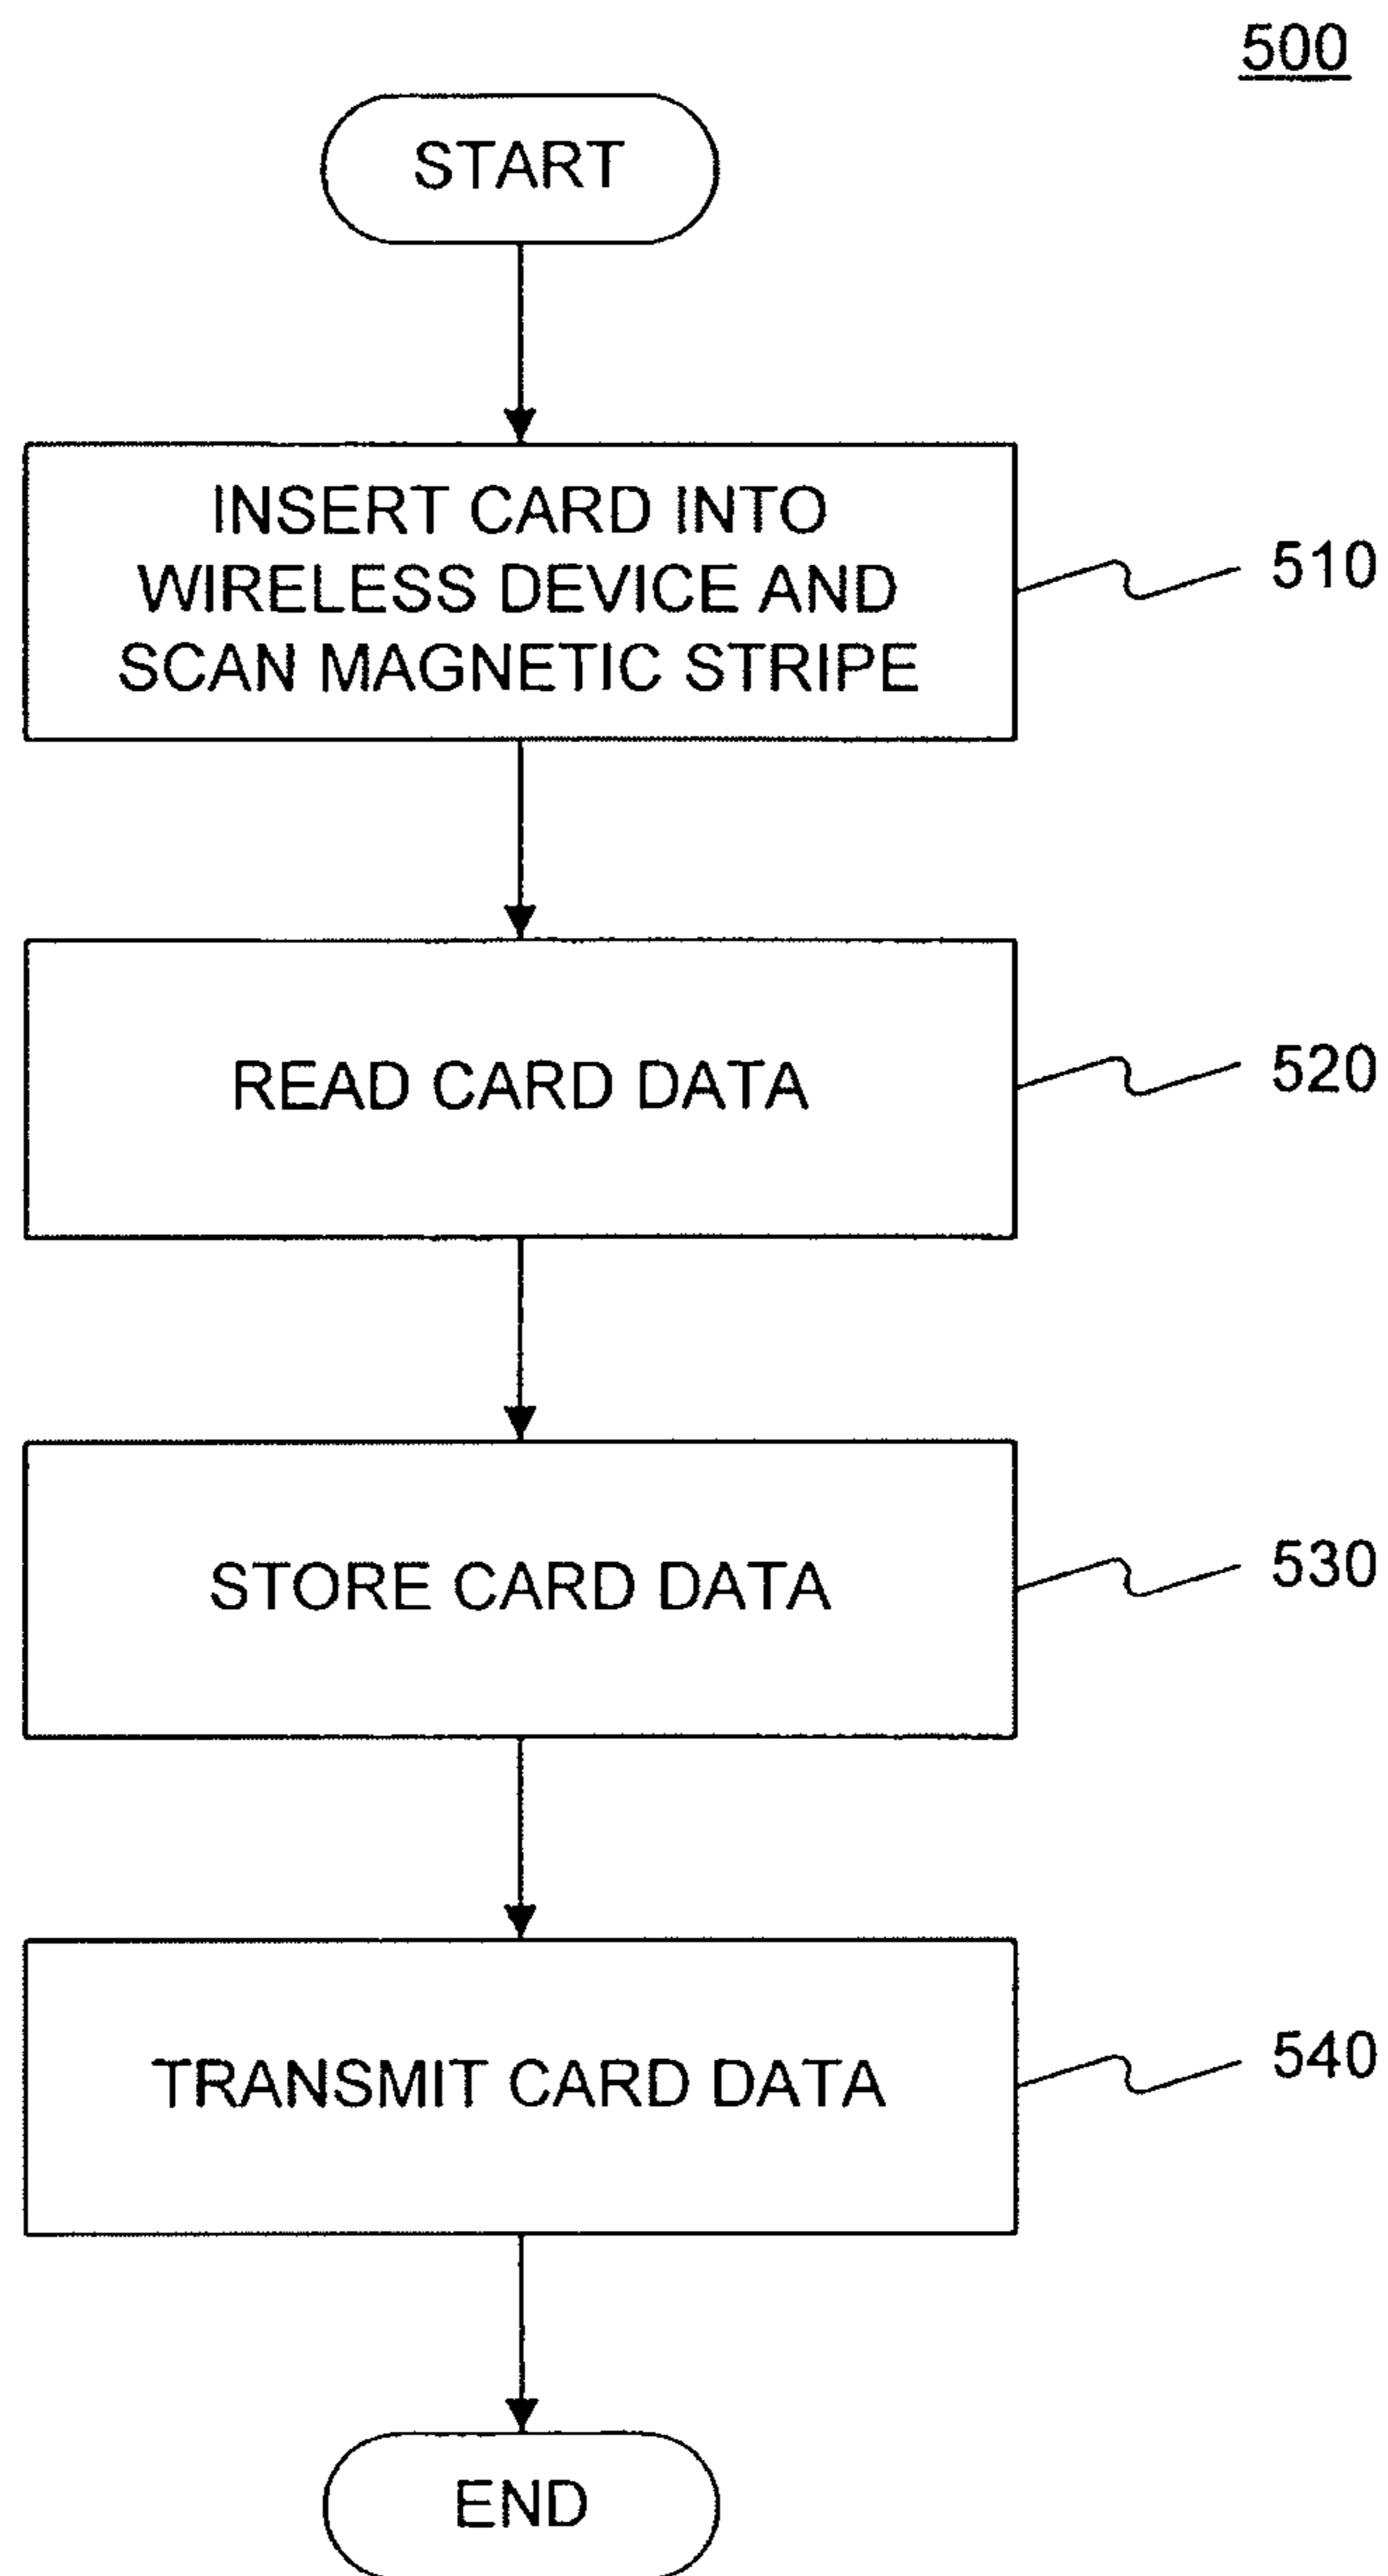 500
START
INSERT CARD INTO
WIRELESS DEVICE AND
SCAN MAGNETIC STRIPE
510
READ CARD DATA
520
STORE CARD DATA
530
TRANSMIT CARD DATA
540
END